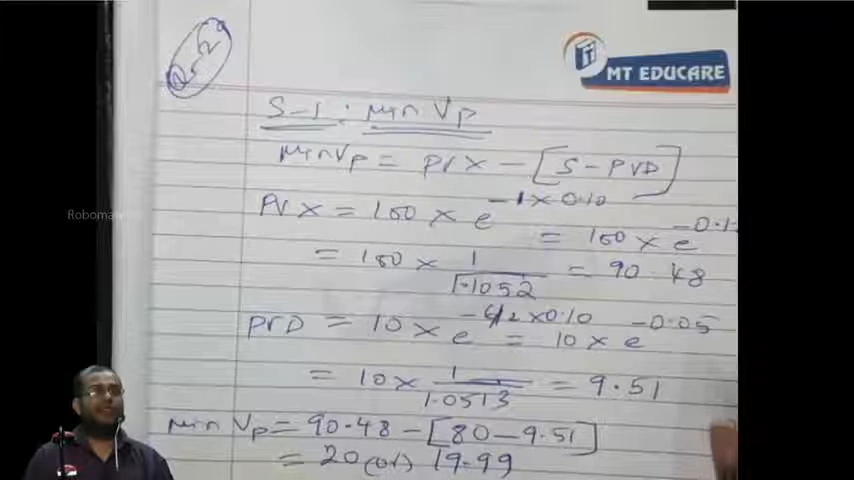 Q-2
MT EDUCARE
S-1 : Min Vp
Min Vp = PVX - [S - PVD]
PVX = 100 × e^-1×0.10 = 100 × e^-0.1
= 100 × 1/1.1052 = 90.48
Roboma
PVD = 10 × e^-6/12×0.10 = 10 × e^-0.05
= 10 × 1/1.0513 = 9.51
Min Vp = 90.48 - [80 - 9.51]
= 20 (or) 19.99